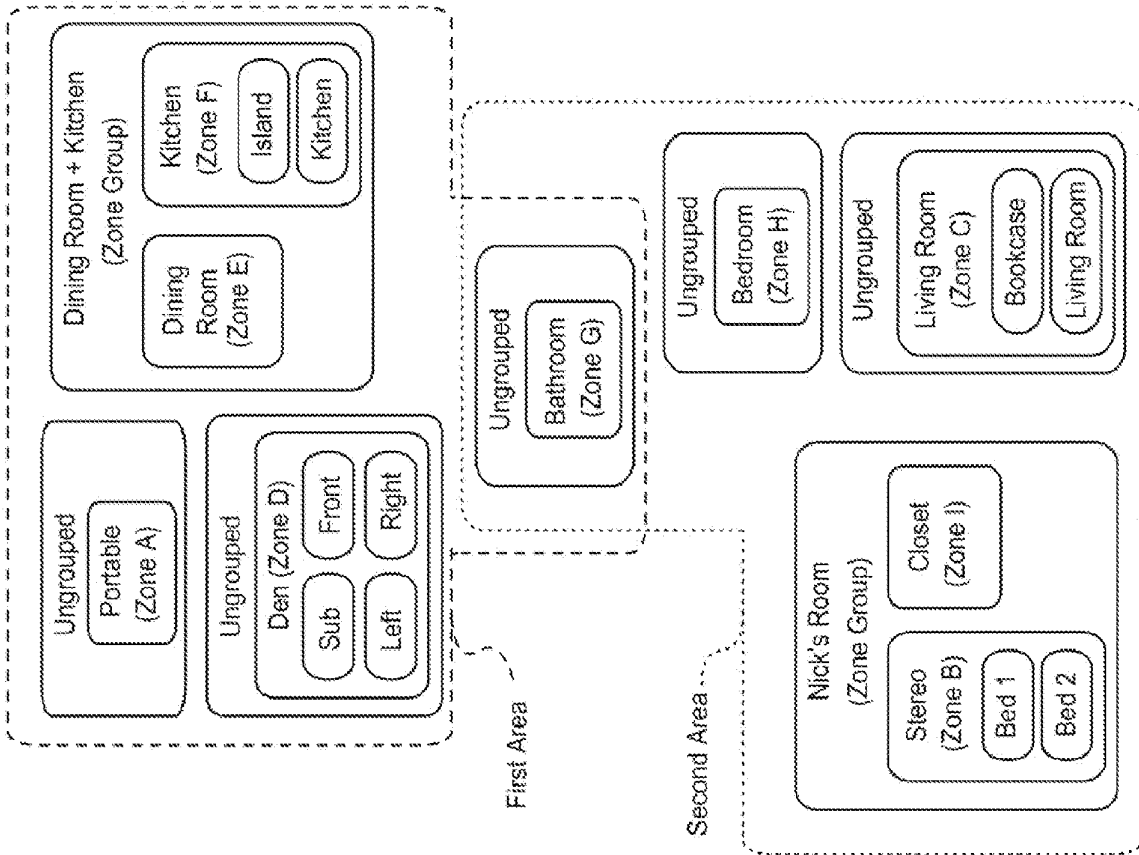 Ungrouped
Portable
(Zone A)
Ungrouped
Den (Zone D)
Sub
Front
Left
Right
Dining Room + Kitchen
(Zone Group)
Dining
Room
(Zone E)
Kitchen
(Zone F)
Island
Kitchen
First Area
Ungrouped
Bathroom
(Zone G)
Second Area
Ungrouped
Bedroom
(Zone H)
Nick's Room
(Zone Group)
Stereo
(Zone B)
Bed 1
Bed 2
Closet
(Zone I)
Ungrouped
Living Room
(Zone C)
Bookcase
Living Room